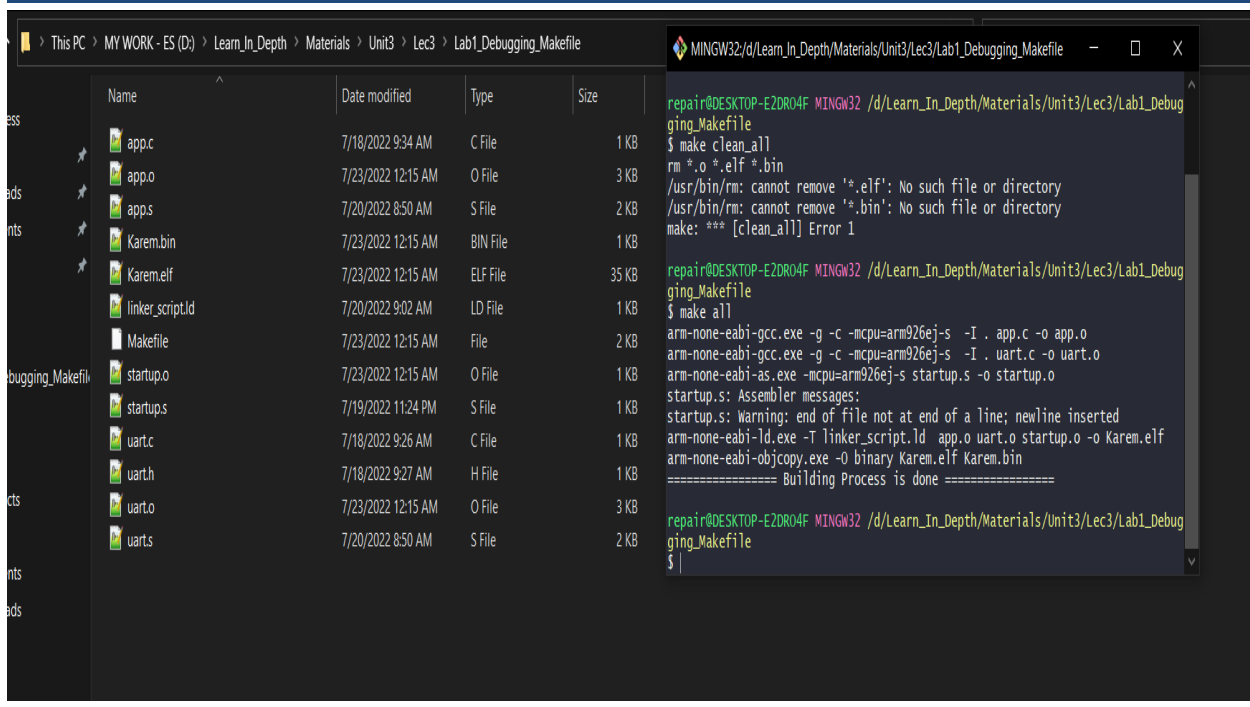 This PC > MY WORK - ES (D:) > Learn_In_Depth > Materials > Unit3 > Lec3 > Lab1_Debugging_Makefile
Name Date modified Type Size
app.c 7/18/2022 9:34 AM C File 1 KB
app.o 7/23/2022 12:15 AM O File 3 KB
app.s 7/20/2022 8:50 AM S File 2 KB
Karem.bin 7/23/2022 12:15 AM BIN File 1 KB
Karem.elf 7/23/2022 12:15 AM ELF File 35 KB
linker_script.ld 7/20/2022 9:02 AM LD File 1 KB
Makefile 7/23/2022 12:15 AM File 2 KB
startup.o 7/23/2022 12:15 AM O File 1 KB
startup.s 7/19/2022 11:24 PM S File 1 KB
uart.c 7/18/2022 9:26 AM C File 1 KB
uart.h 7/18/2022 9:27 AM H File 1 KB
uart.o 7/23/2022 12:15 AM O File 3 KB
uart.s 7/20/2022 8:50 AM S File 2 KB
ess
ads
nts
ebugging_Makefil
cts
nts
ads
MINGW32:/d/Learn_In_Depth/Materials/Unit3/Lec3/Lab1_Debugging_Makefile
repair@DESKTOP-E2DRO4F MINGW32 /d/Learn_In_Depth/Materials/Unit3/Lec3/Lab1_Debug
ging_Makefile
$ make clean_all
rm *.o *.elf *.bin
/usr/bin/rm: cannot remove '*.elf': No such file or directory
/usr/bin/rm: cannot remove '*.bin': No such file or directory
make: *** [clean_all] Error 1
repair@DESKTOP-E2DRO4F MINGW32 /d/Learn_In_Depth/Materials/Unit3/Lec3/Lab1_Debug
ging_Makefile
$ make all
arm-none-eabi-gcc.exe -g -c -mcpu=arm926ej-s  -I . app.c -o app.o
arm-none-eabi-gcc.exe -g -c -mcpu=arm926ej-s  -I . uart.c -o uart.o
arm-none-eabi-as.exe -mcpu=arm926ej-s startup.s -o startup.o
startup.s: Assembler messages:
startup.s: Warning: end of file not at end of a line; newline inserted
arm-none-eabi-ld.exe -T linker_script.ld  app.o uart.o startup.o -o Karem.elf
arm-none-eabi-objcopy.exe -O binary Karem.elf Karem.bin
================= Building Process is done =================
repair@DESKTOP-E2DRO4F MINGW32 /d/Learn_In_Depth/Materials/Unit3/Lec3/Lab1_Debug
ging_Makefile
$